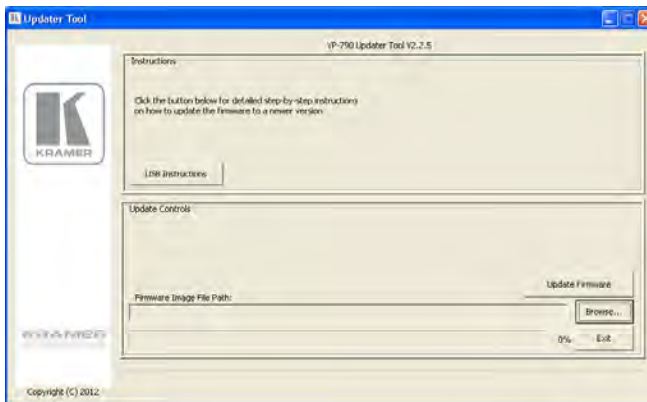 Updater Tool
VP-790 Updater Tool V2.2.5
Instructions
Click the button below for detailed step-by-step instructions
on how to update the firmware to a newer version
KRAMER
USB Instructions
Update Controls
Update Firmware
Firmware Image File Path:
Browse...
KRAMER
0%
Exit
Copyright (C) 2012